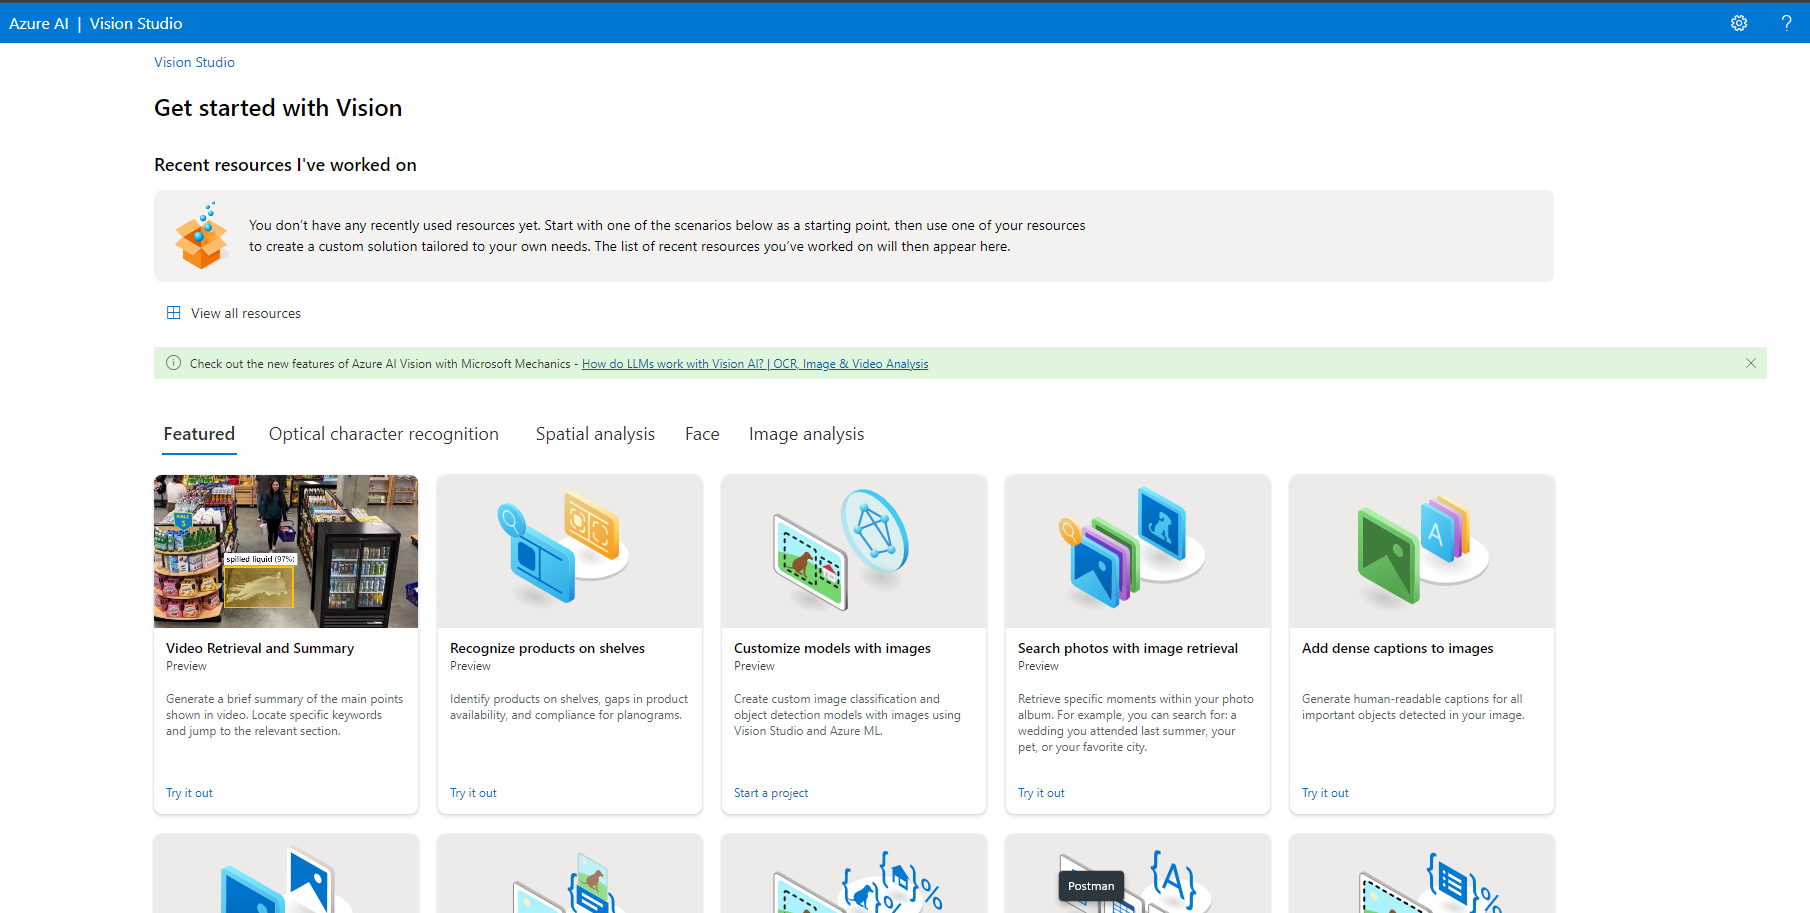 Azure AI | Vision Studio
?
Vision Studio
Get started with Vision
Recent resources I've worked on
You don't have any recently used resources yet. Start with one of the scenarios below as a starting point, then use one of your resources
to create a custom solution tailored to your own needs. The list of recent resources you've worked on will then appear here.
View all resources
Check out the new features of Azure AI Vision with Microsoft Mechanics - How do LLMs work with Vision AI? | OCR, Image & Video Analysis
Featured
Optical character recognition
Spatial analysis
Face
Image analysis
AISLE
3
spilled liquid (97%)
Video Retrieval and Summary
Preview
Generate a brief summary of the main points
shown in video. Locate specific keywords
and jump to the relevant section.
Try it out
Recognize products on shelves
Preview
Identify products on shelves, gaps in product
availability, and compliance for planograms.
Try it out
Customize models with images
Preview
Create custom image classification and
object detection models with images using
Vision Studio and Azure ML.
Start a project
Search photos with image retrieval
Preview
Retrieve specific moments within your photo
album. For example, you can search for: a
wedding you attended last summer, your
pet, or your favorite city.
Try it out
A
Add dense captions to images
Generate human-readable captions for all
important objects detected in your image.
Try it out
{ } %
Postman
{A}
{ } %